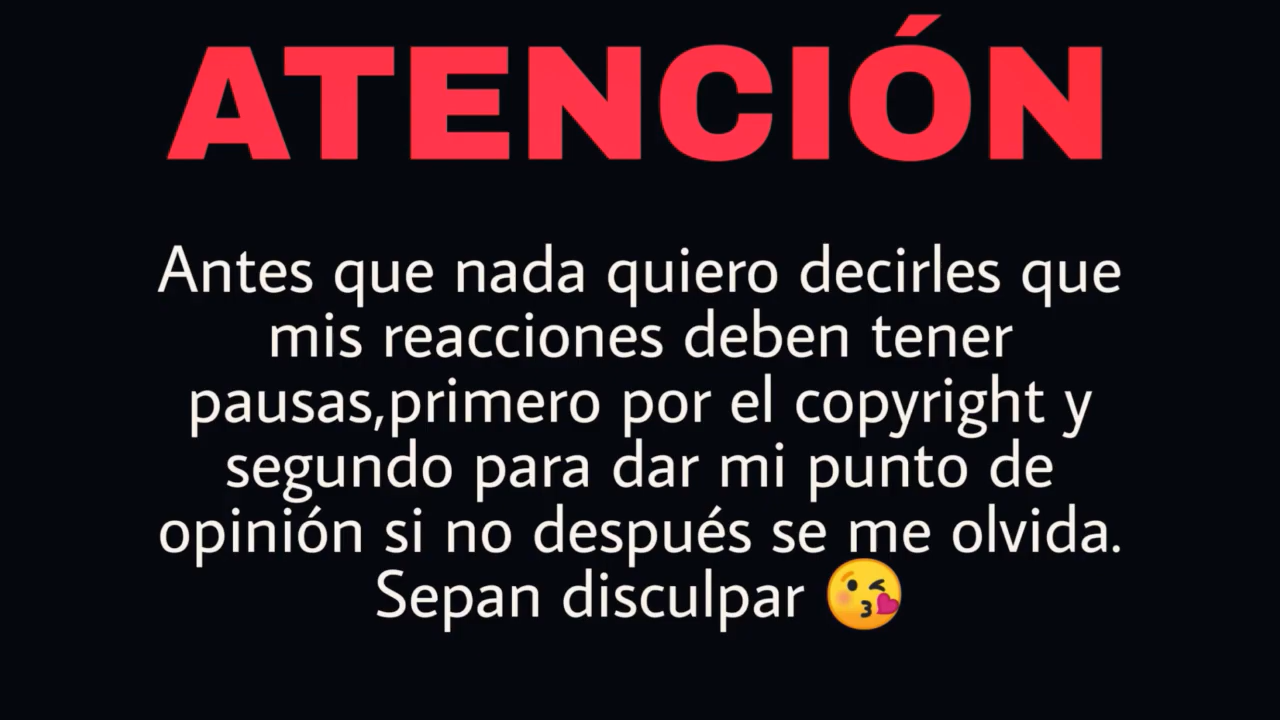 ATENCIÓN
Antes que nada quiero decirles que
mis reacciones deben tener
pausas,primero por el copyright y
segundo para dar mi punto de
opinión si no después se me olvida.
Sepan disculpar 😘